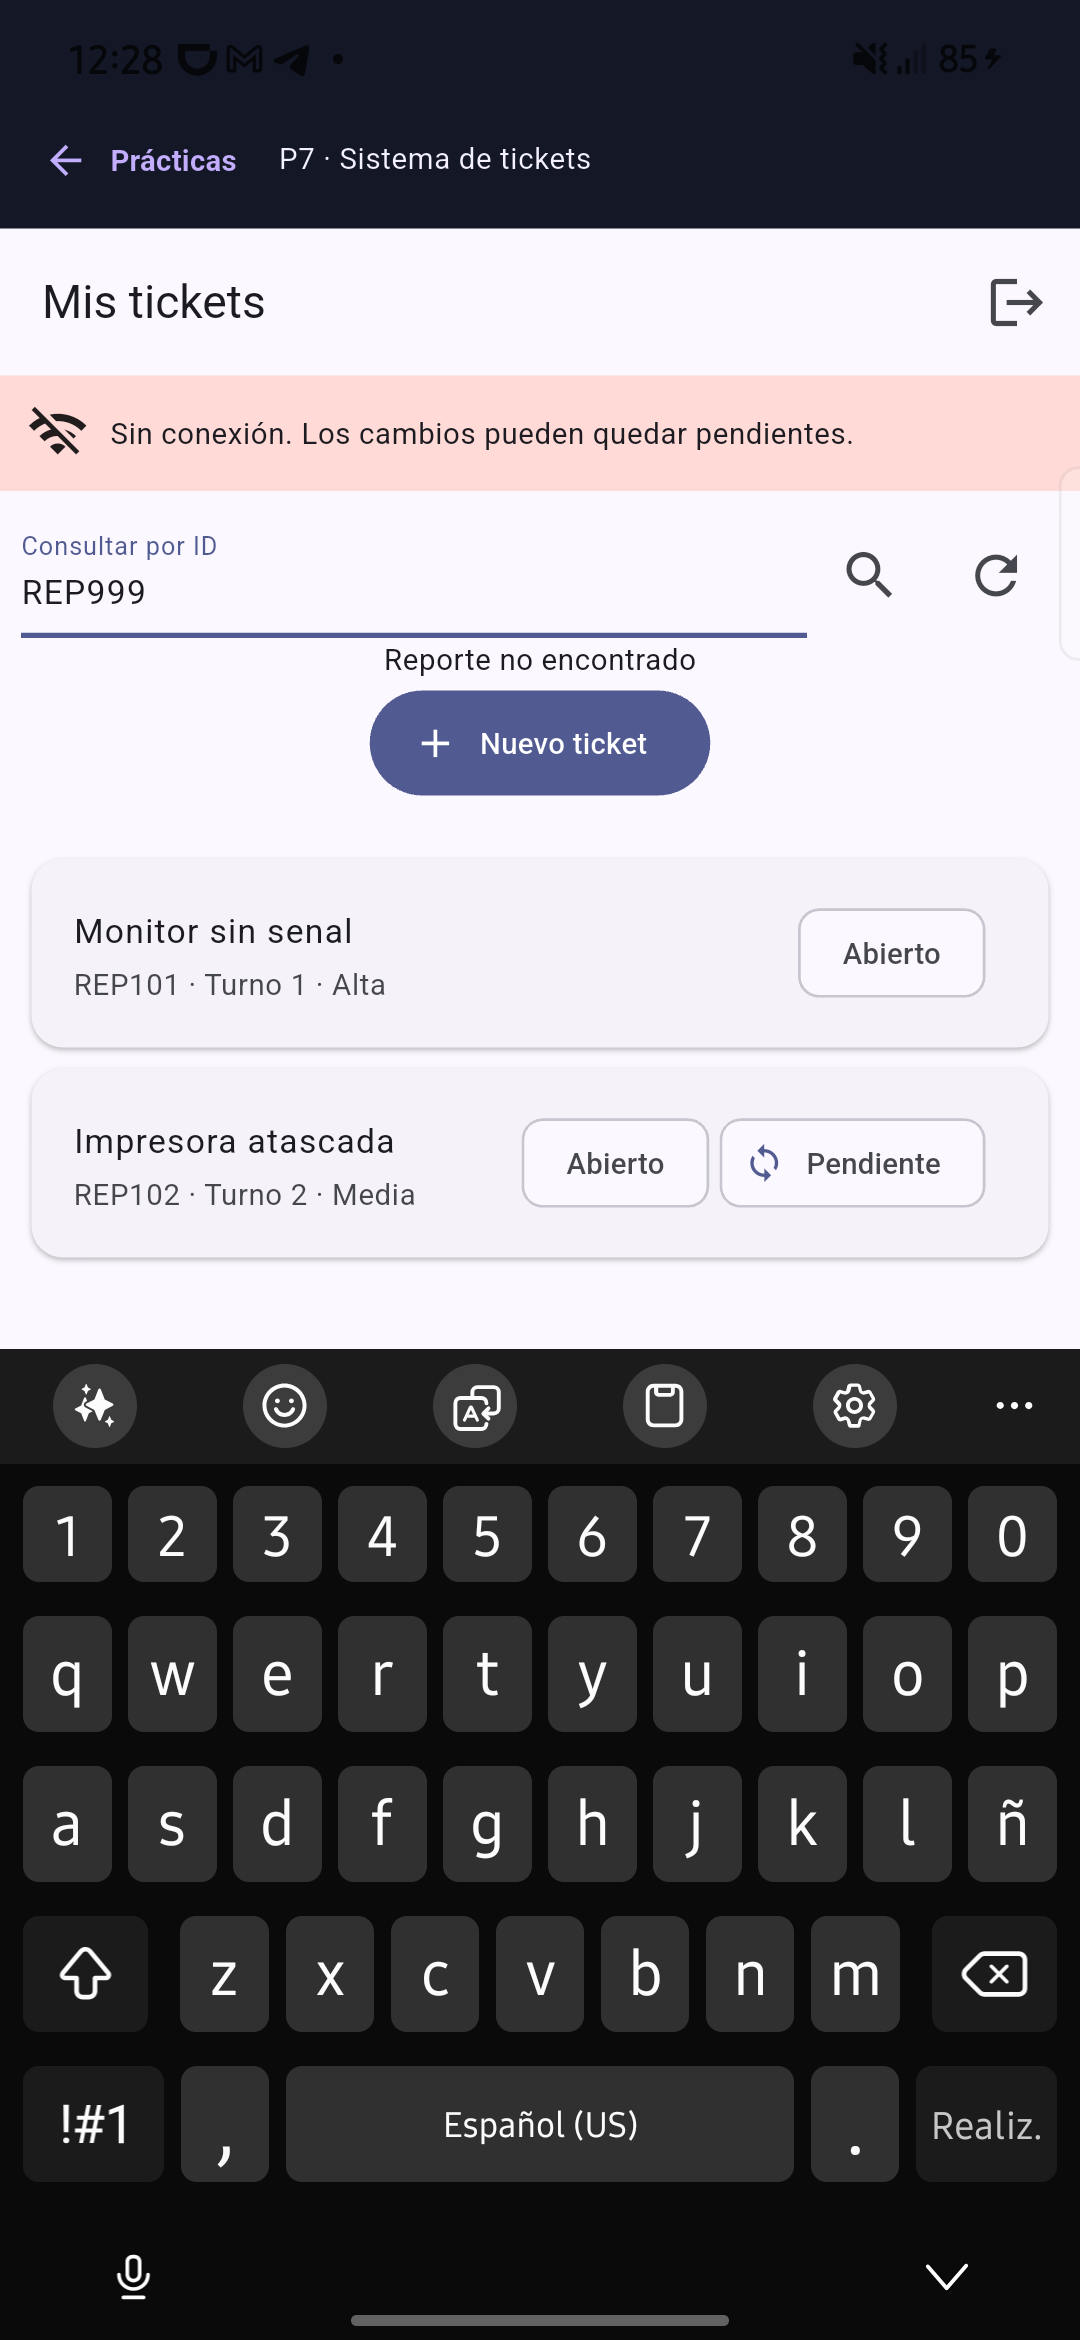 12:28
85
Prácticas P7 · Sistema de tickets
Mis tickets
Sin conexión. Los cambios pueden quedar pendientes.
Consultar por ID
REP999
Reporte no encontrado
+ Nuevo ticket
Monitor sin senal
REP101 · Turno 1 · Alta
Abierto
Impresora atascada
REP102 · Turno 2 · Media
Abierto
Pendiente
1 2 3 4 5 6 7 8 9 0
q w e r t y u i o p
a s d f g h j k l ñ
z x c v b n m
!#1 , Español (US) . Realiz.